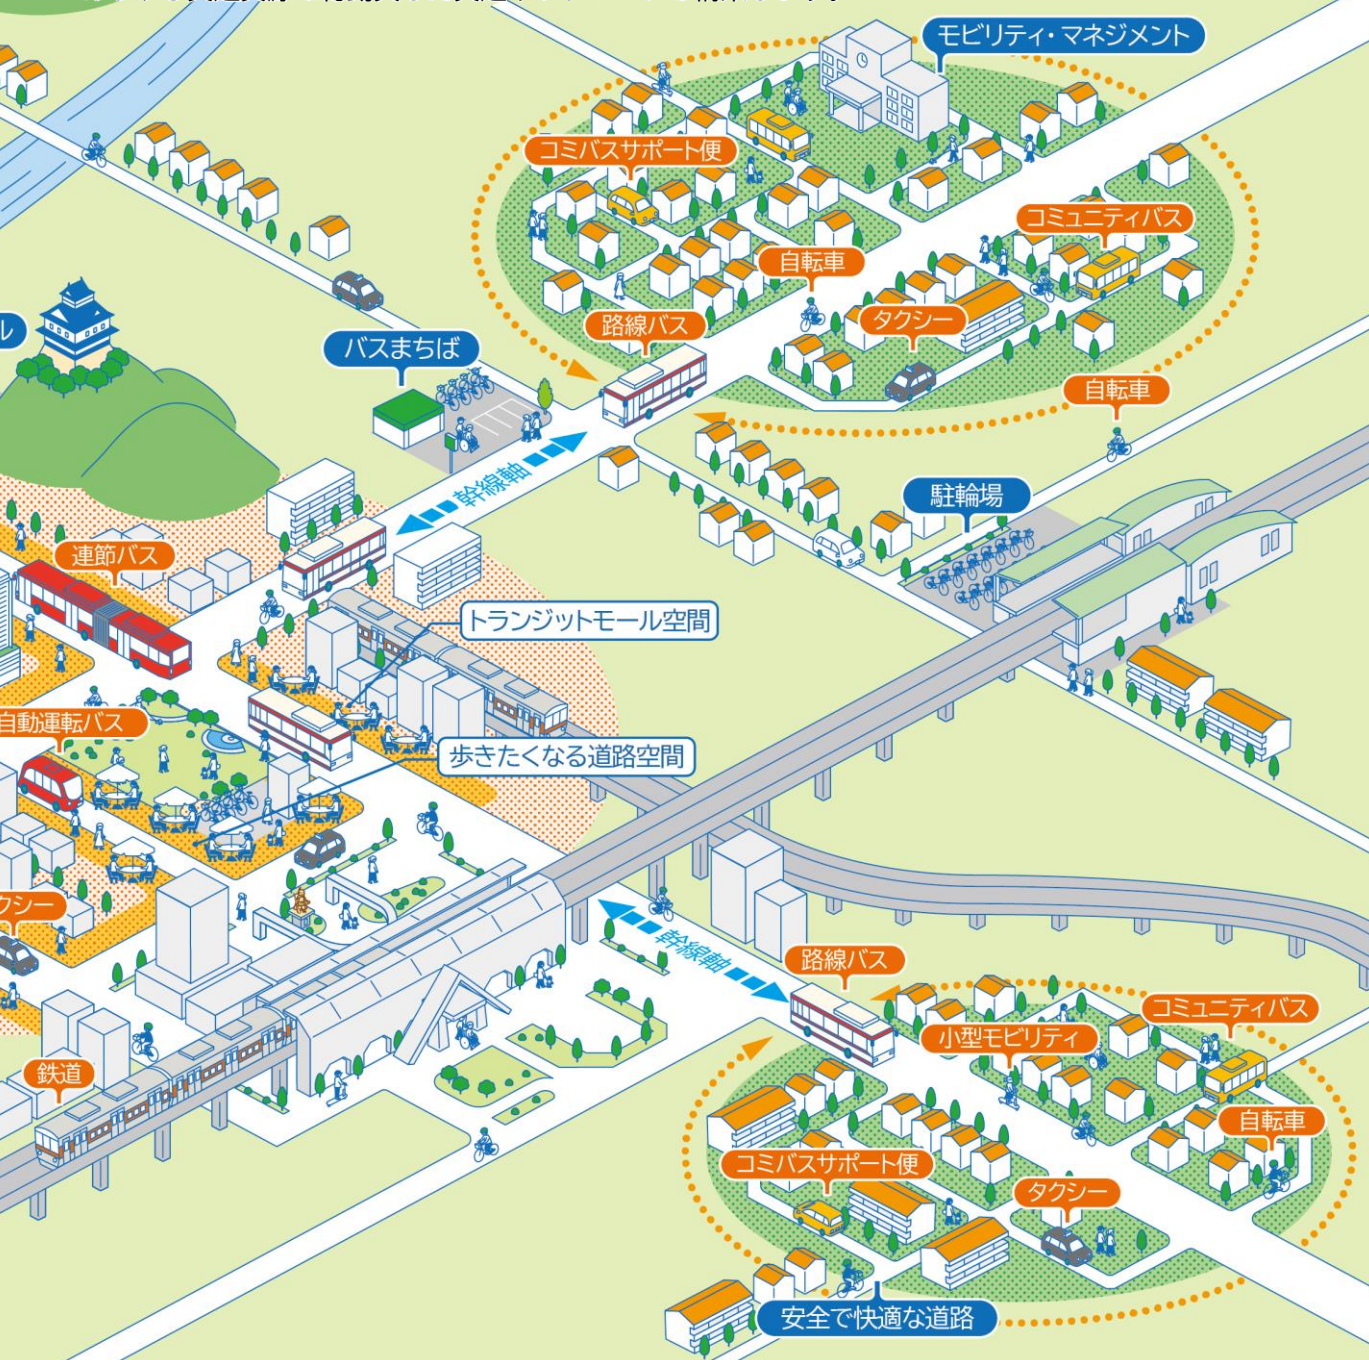 モビリティ・マネジメント
コミバスサポート便
コミュニティバス
自転車
路線バス
タクシー
ル
バスまちば
自転車
幹線軸
駐輪場
連節バス
トランジットモール空間
自動運転バス
歩きたくなる道路空間
クシー
幹線軸
路線バス
コミュニティバス
小型モビリティ
鉄道
自転車
コミバスサポート便
タクシー
安全で快適な道路